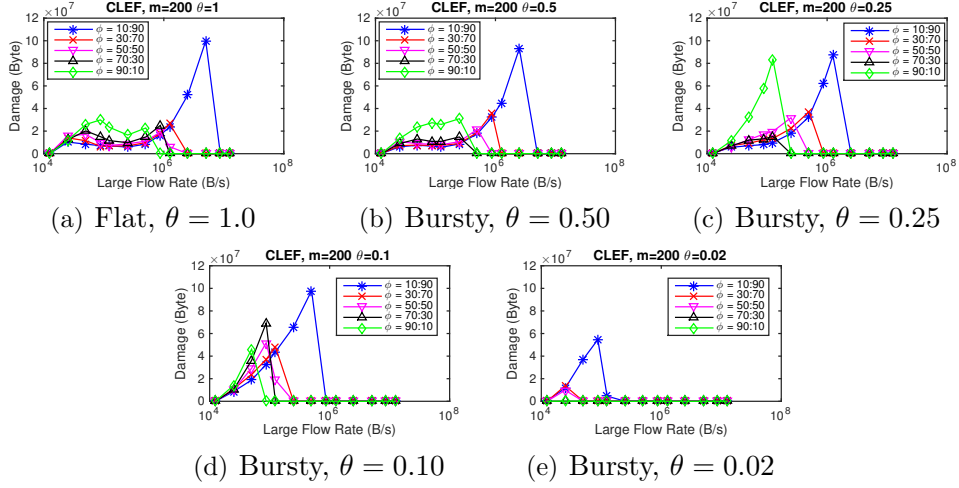 CLEF, m=200 θ=1
×10⁷
10
8
6
4
2
0
Damage (Byte)
10⁴ 10⁶ 10⁸
Large Flow Rate (B/s)
ϕ = 10:90
ϕ = 30:70
ϕ = 50:50
ϕ = 70:30
ϕ = 90:10
(a) Flat, θ = 1.0
CLEF, m=200 θ=0.5
×10⁷
10
8
6
4
2
0
Damage (Byte)
10⁴ 10⁶ 10⁸
Large Flow Rate (B/s)
ϕ = 10:90
ϕ = 30:70
ϕ = 50:50
ϕ = 70:30
ϕ = 90:10
(b) Bursty, θ = 0.50
CLEF, m=200 θ=0.25
×10⁷
10
8
6
4
2
0
Damage (Byte)
10⁴ 10⁶ 10⁸
Large Flow Rate (B/s)
ϕ = 10:90
ϕ = 30:70
ϕ = 50:50
ϕ = 70:30
ϕ = 90:10
(c) Bursty, θ = 0.25
CLEF, m=200 θ=0.1
×10⁷
12
10
8
6
4
2
0
Damage (Byte)
10⁴ 10⁶ 10⁸
Large Flow Rate (B/s)
ϕ = 10:90
ϕ = 30:70
ϕ = 50:50
ϕ = 70:30
ϕ = 90:10
(d) Bursty, θ = 0.10
CLEF, m=200 θ=0.02
×10⁷
12
10
8
6
4
2
0
Damage (Byte)
10⁴ 10⁶ 10⁸
Large Flow Rate (B/s)
ϕ = 10:90
ϕ = 30:70
ϕ = 50:50
ϕ = 70:30
ϕ = 90:10
(e) Bursty, θ = 0.02